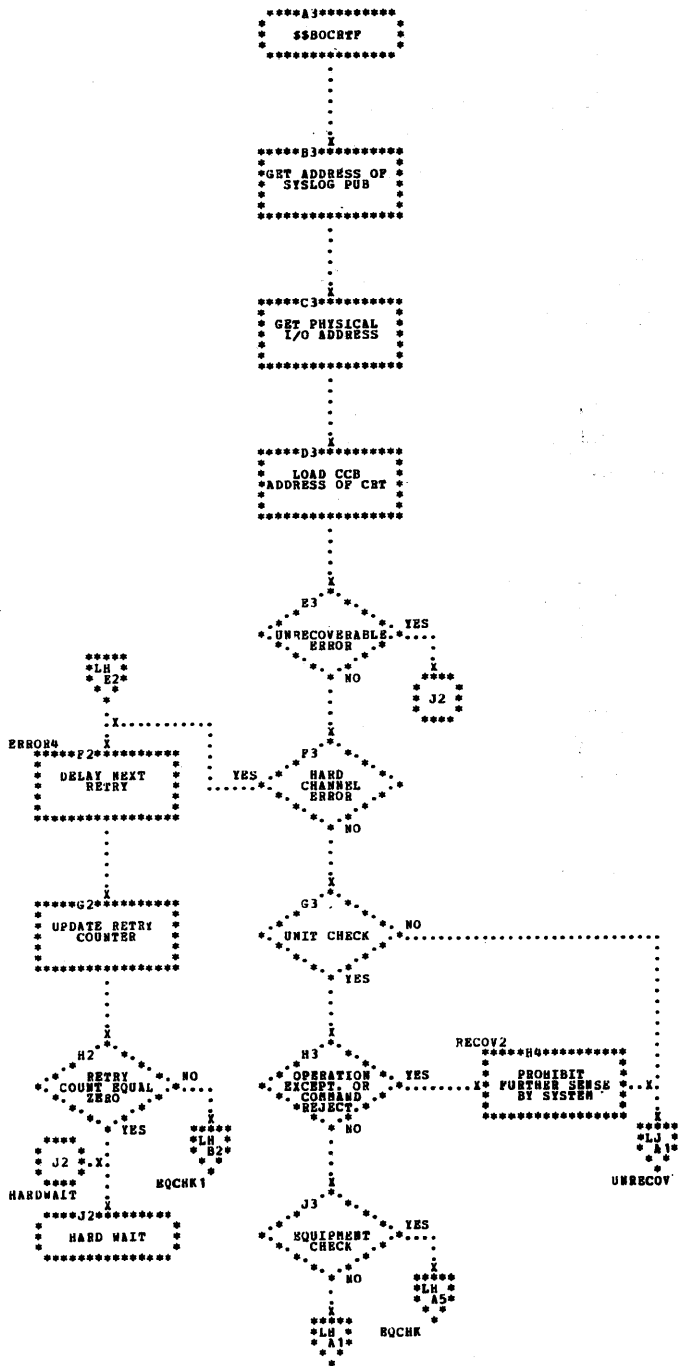 A3
$$BOCRTF
B3
GET ADDRESS OF
SYSLOG PUB
C3
GET PHYSICAL
I/O ADDRESS
D3
LOAD CCB
ADDRESS OF CRT
E3
UNRECOVERABLE
ERROR
YES
NO
J2
LH
E2
ERROR4
F2
DELAY NEXT
RETRY
F3
HARD
CHANNEL
ERROR
YES
NO
G2
UPDATE RETRY
COUNTER
G3
UNIT CHECK
NO
YES
H2
RETRY
COUNT EQUAL
ZERO
NO
YES
LH
B2
EQCHK1
H3
OPERATION
EXCEPT. OR
COMMAND
REJECT.
YES
NO
RECOV2
H4
PROHIBIT
FURTHER SENSE
BY SYSTEM
LJ
A1
UNRECOV
J2
HARDWAIT
J2
HARD WAIT
J3
EQUIPMENT
CHECK
YES
NO
LH
A5
EQCHK
LH
A1